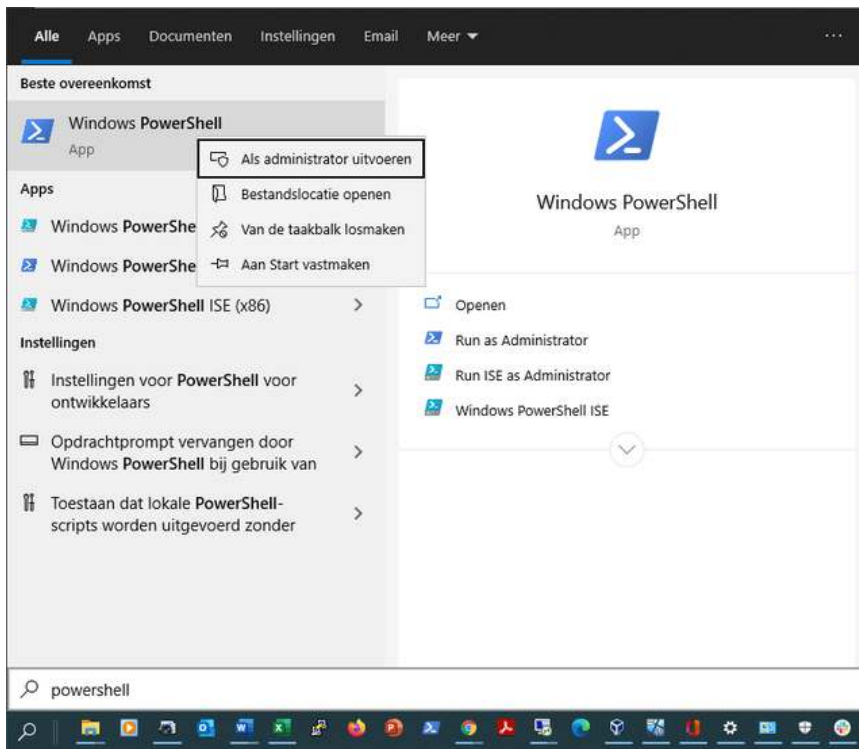 Alle Apps Documenten Instellingen Email Meer
Beste overeenkomst
Windows PowerShell
App
Als administrator uitvoeren
Bestandslocatie openen
Van de taakbalk losmaken
Aan Start vastmaken
Apps
Windows PowerShe
Windows PowerShe
Windows PowerShell ISE (x86)
Instellingen
Instellingen voor PowerShell voor
ontwikkelaars
Opdrachtprompt vervangen door
Windows PowerShell bij gebruik van
Toestaan dat lokale PowerShell-
scripts worden uitgevoerd zonder
Windows PowerShell
App
Openen
Run as Administrator
Run ISE as Administrator
Windows PowerShell ISE
powershell